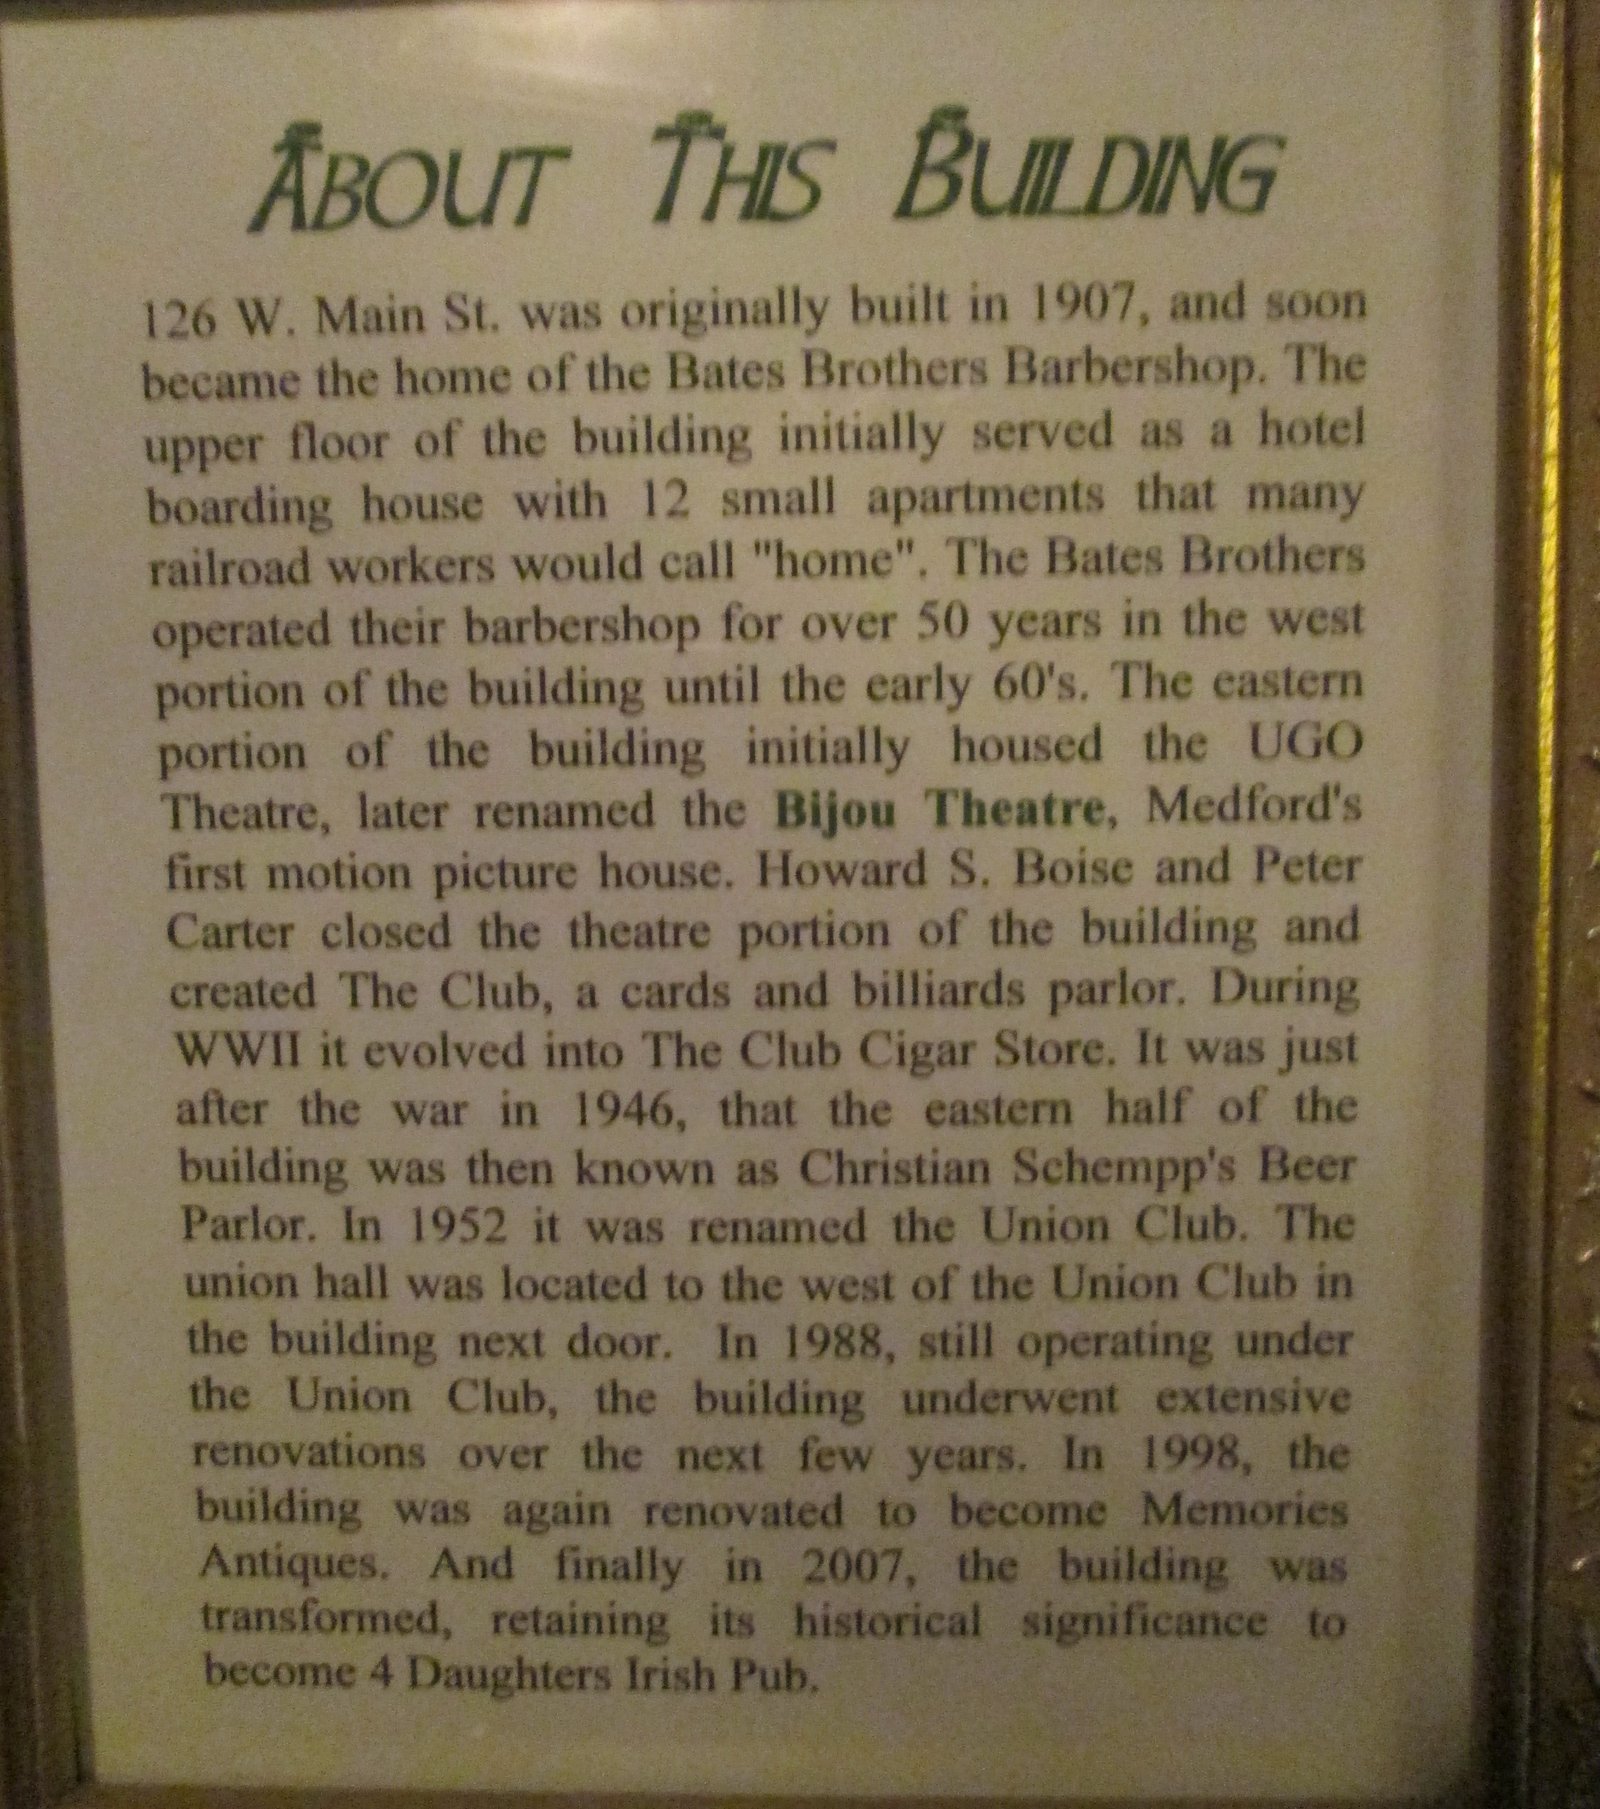 About This Building
126 W. Main St. was originally built in 1907, and soon
became the home of the Bates Brothers Barbershop. The
upper floor of the building initially served as a hotel
boarding house with 12 small apartments that many
railroad workers would call "home". The Bates Brothers
operated their barbershop for over 50 years in the west
portion of the building until the early 60's. The eastern
portion of the building initially housed the UGO
Theatre, later renamed the Bijou Theatre, Medford's
first motion picture house. Howard S. Boise and Peter
Carter closed the theatre portion of the building and
created The Club, a cards and billiards parlor. During
WWII it evolved into The Club Cigar Store. It was just
after the war in 1946, that the eastern half of the
building was then known as Christian Schempp's Beer
Parlor. In 1952 it was renamed the Union Club. The
union hall was located to the west of the Union Club in
the building next door. In 1988, still operating under
the Union Club, the building underwent extensive
renovations over the next few years. In 1998, the
building was again renovated to become Memories
Antiques. And finally in 2007, the building was
transformed, retaining its historical significance to
become 4 Daughters Irish Pub.